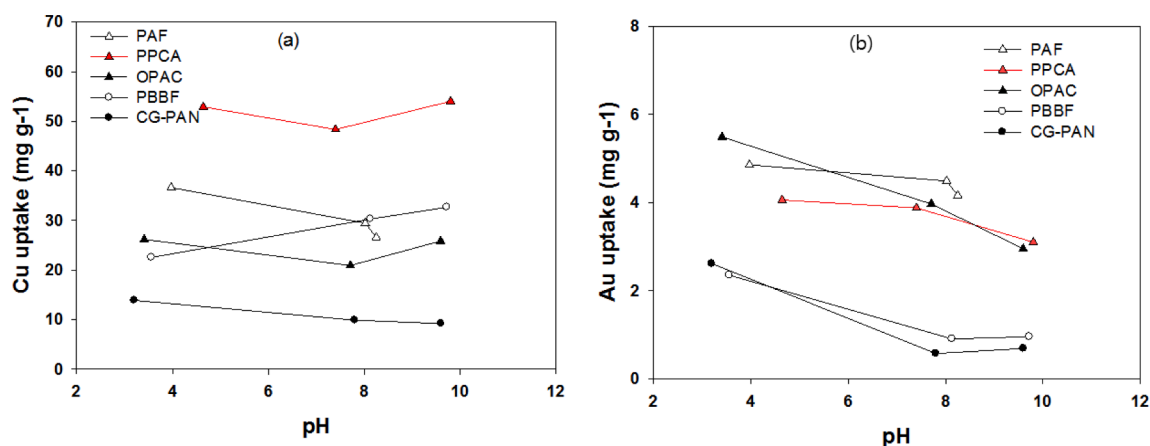 (a)
PAF
PPCA
OPAC
PBBF
CG-PAN
Cu uptake (mg g-1)
70
60
50
40
30
20
10
0
2 4 6 8 10 12
pH
(b)
PAF
PPCA
OPAC
PBBF
CG-PAN
Au uptake (mg g-1)
8
6
4
2
0
2 4 6 8 10 12
pH